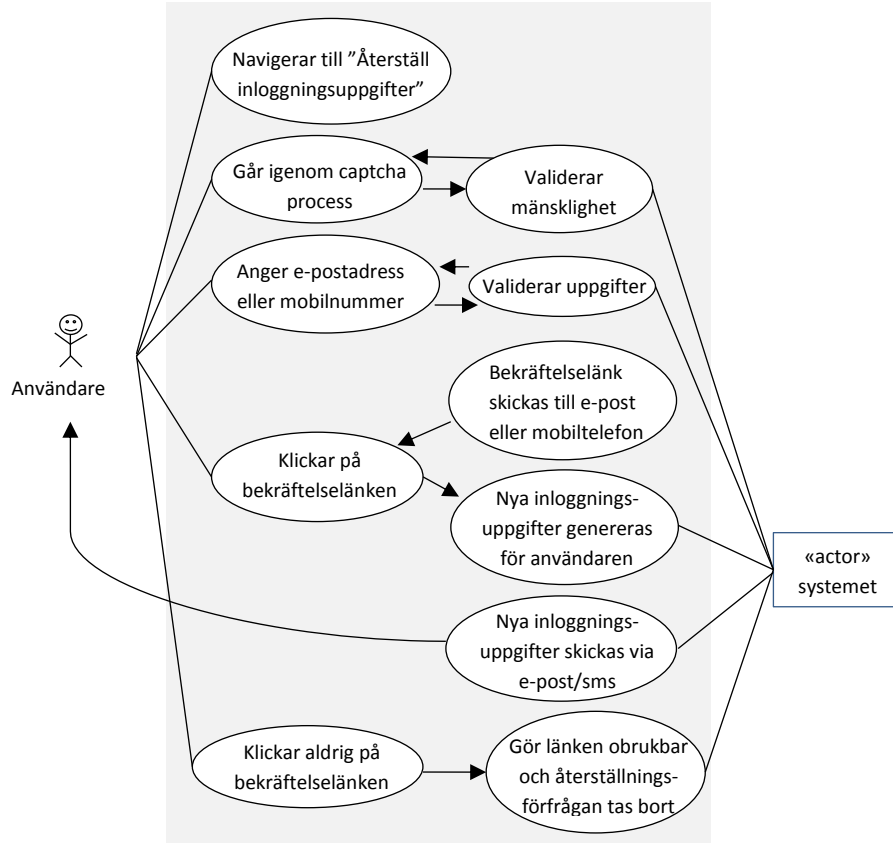 Navigerar till ”Återställ
inloggningsuppgifter”
Går igenom captcha
process
Validerar
mänsklighet
Anger e-postadress
eller mobilnummer
Validerar uppgifter
Användare
Bekräftelselänk
skickas till e-post
eller mobiltelefon
Klickar på
bekräftelselänken
Nya inloggnings-
uppgifter genereras
för användaren
«actor»
systemet
Nya inloggnings-
uppgifter skickas via
e-post/sms
Klickar aldrig på
bekräftelselänken
Gör länken obrukbar
och återställnings-
förfrågan tas bort